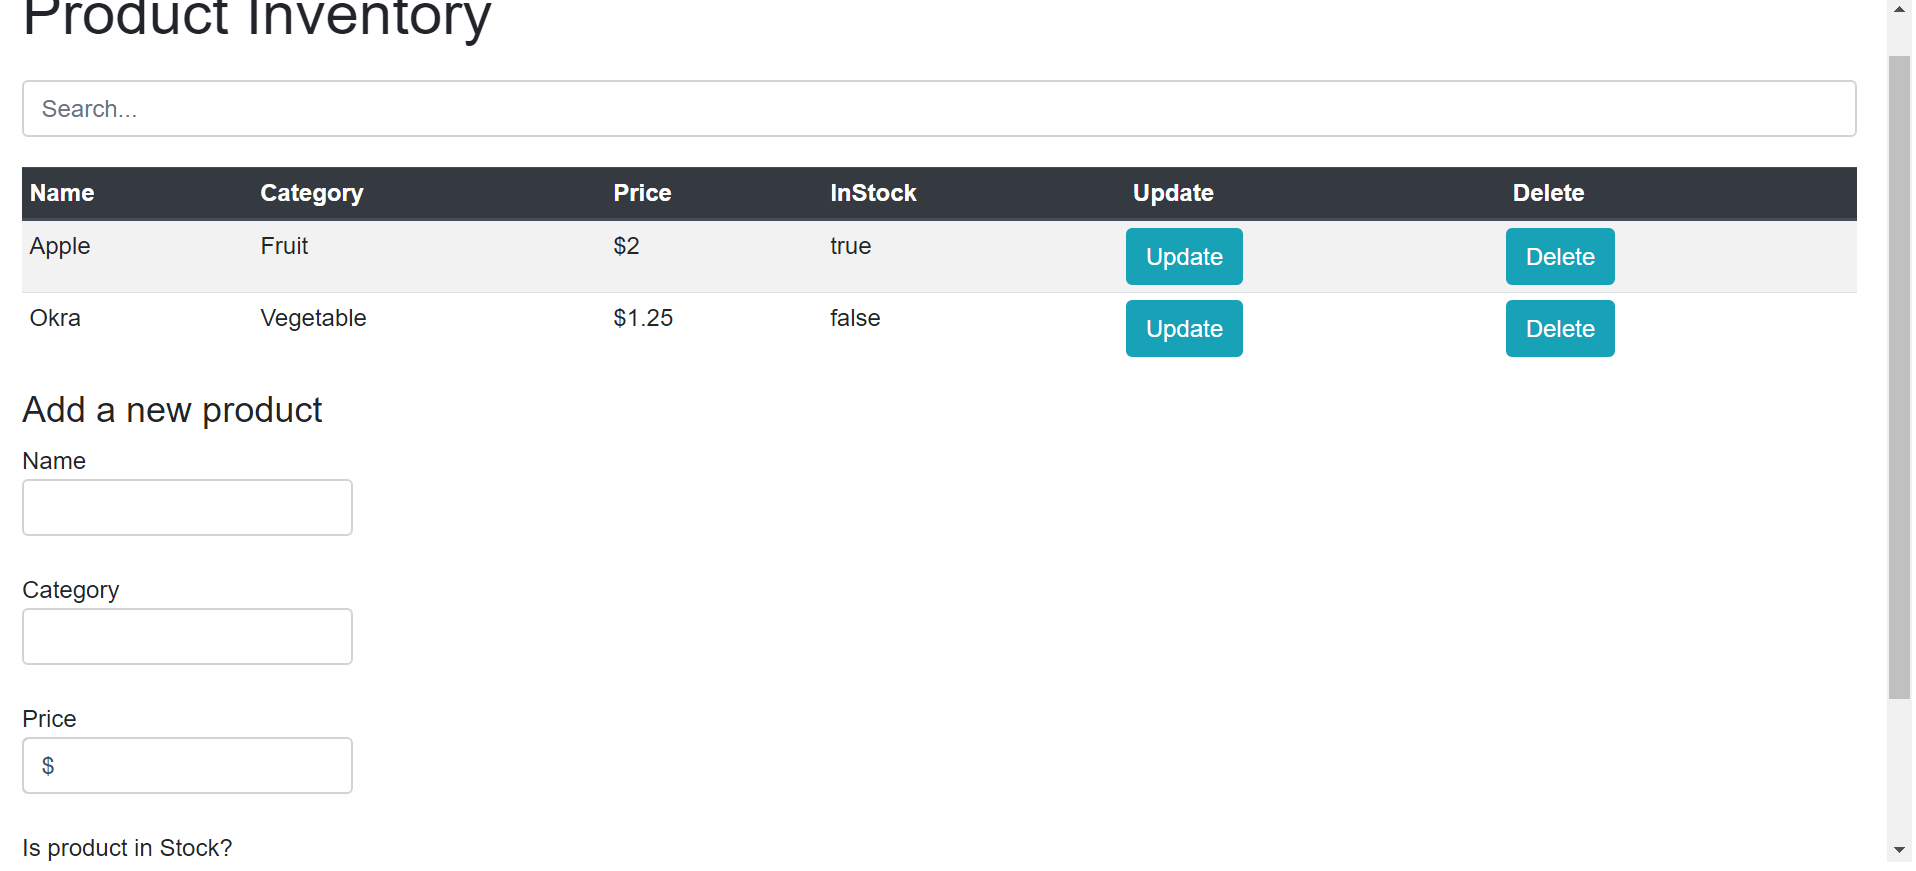 Product Inventory
Search...
Name Category Price InStock Update Delete
Apple Fruit $2 true Update Delete
Okra Vegetable $1.25 false Update Delete
Add a new product
Name
Category
Price
$
Is product in Stock?